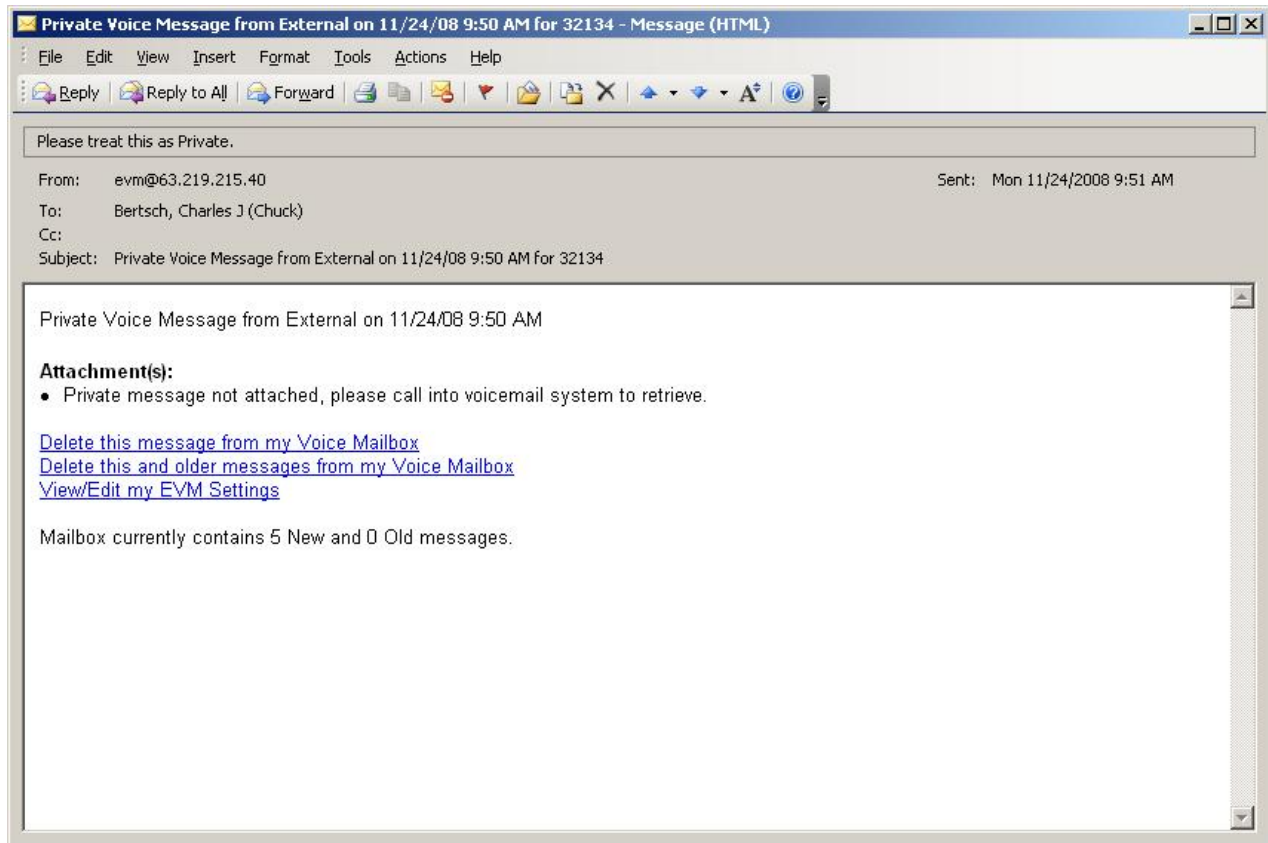 Private Voice Message from External on 11/24/08 9:50 AM for 32134 - Message (HTML)
File Edit View Insert Format Tools Actions Help
Reply Reply to All Forward
Please treat this as Private.
From: evm@63.219.215.40 Sent: Mon 11/24/2008 9:51 AM
To: Bertsch, Charles J (Chuck)
Cc:
Subject: Private Voice Message from External on 11/24/08 9:50 AM for 32134
Private Voice Message from External on 11/24/08 9:50 AM
Attachment(s):
• Private message not attached, please call into voicemail system to retrieve.
Delete this message from my Voice Mailbox
Delete this and older messages from my Voice Mailbox
View/Edit my EVM Settings
Mailbox currently contains 5 New and 0 Old messages.